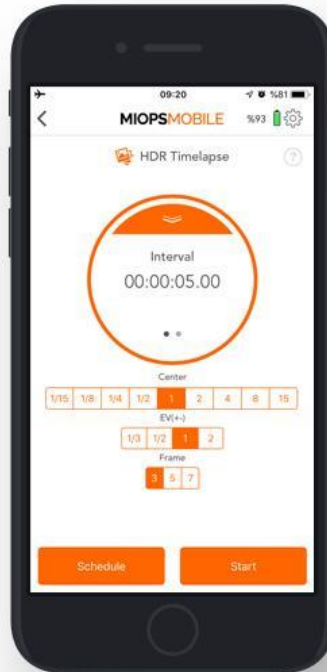 09:20 %81
MIOPSMOBILE %93
HDR Timelapse ?
Interval
00:00:05.00
Center
1/15 1/8 1/4 1/2 1 2 4 8 15
EV(+-)
1/3 1/2 1 2
Frame
3 5 7
Schedule Start